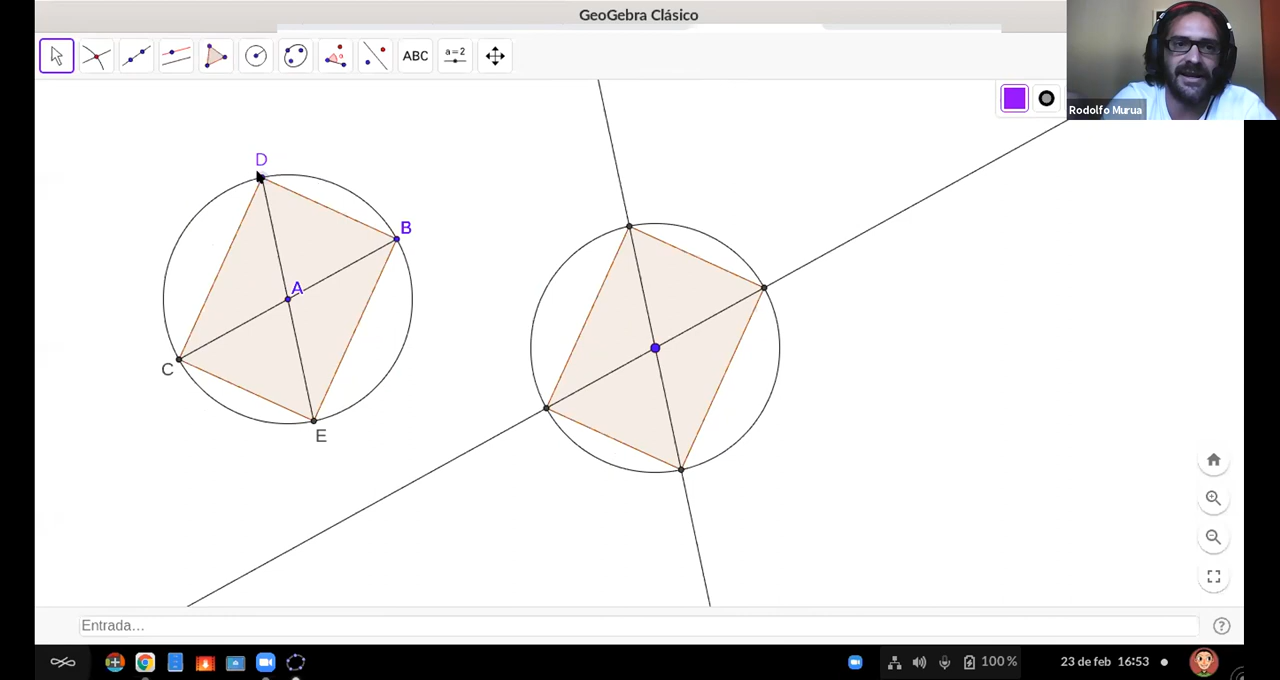 GeoGebra Clásico
ABC
a=2
Rodolfo Murua
D
B
A
C
E
Entrada...
?
100 %
23 de feb 16:53